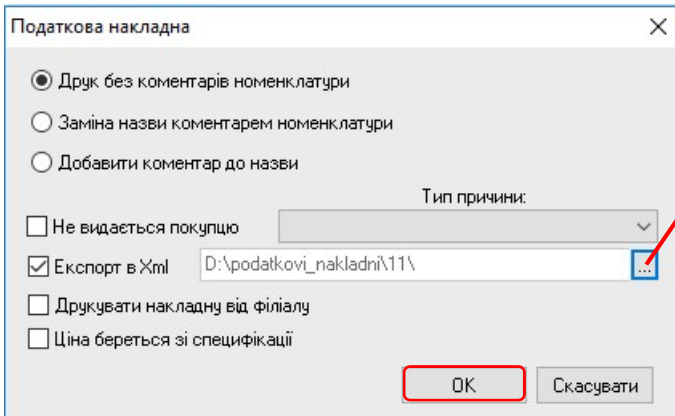 Податкова накладна
Друк без коментарів номенклатури
Заміна назви коментарем номенклатури
Добавити коментар до назви
Тип причини:
Не видається покупцю
Експорт в Xml D:\podatkovi_nakladni\11\ ...
Друкувати накладну від філіалу
Ціна береться зі специфікації
OK Скасувати